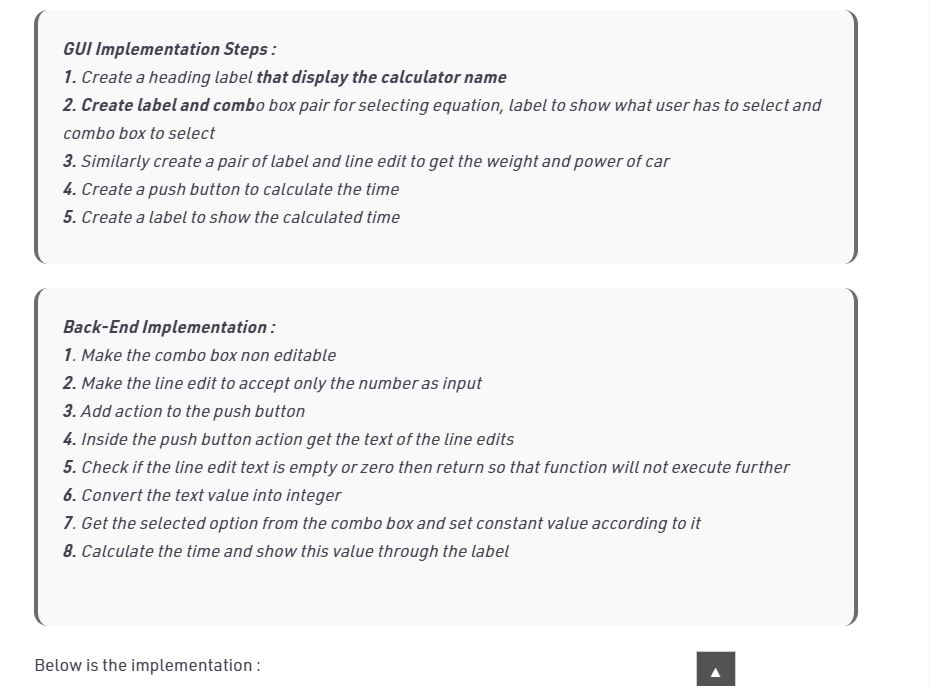 GUI Implementation Steps :
1. Create a heading label that display the calculator name
2. Create label and combo box pair for selecting equation, label to show what user has to select and
combo box to select
3. Similarly create a pair of label and line edit to get the weight and power of car
4. Create a push button to calculate the time
5. Create a label to show the calculated time
Back-End Implementation :
1. Make the combo box non editable
2. Make the line edit to accept only the number as input
3. Add action to the push button
4. Inside the push button action get the text of the line edits
5. Check if the line edit text is empty or zero then return so that function will not execute further
6. Convert the text value into integer
7. Get the selected option from the combo box and set constant value according to it
8. Calculate the time and show this value through the label
Below is the implementation :